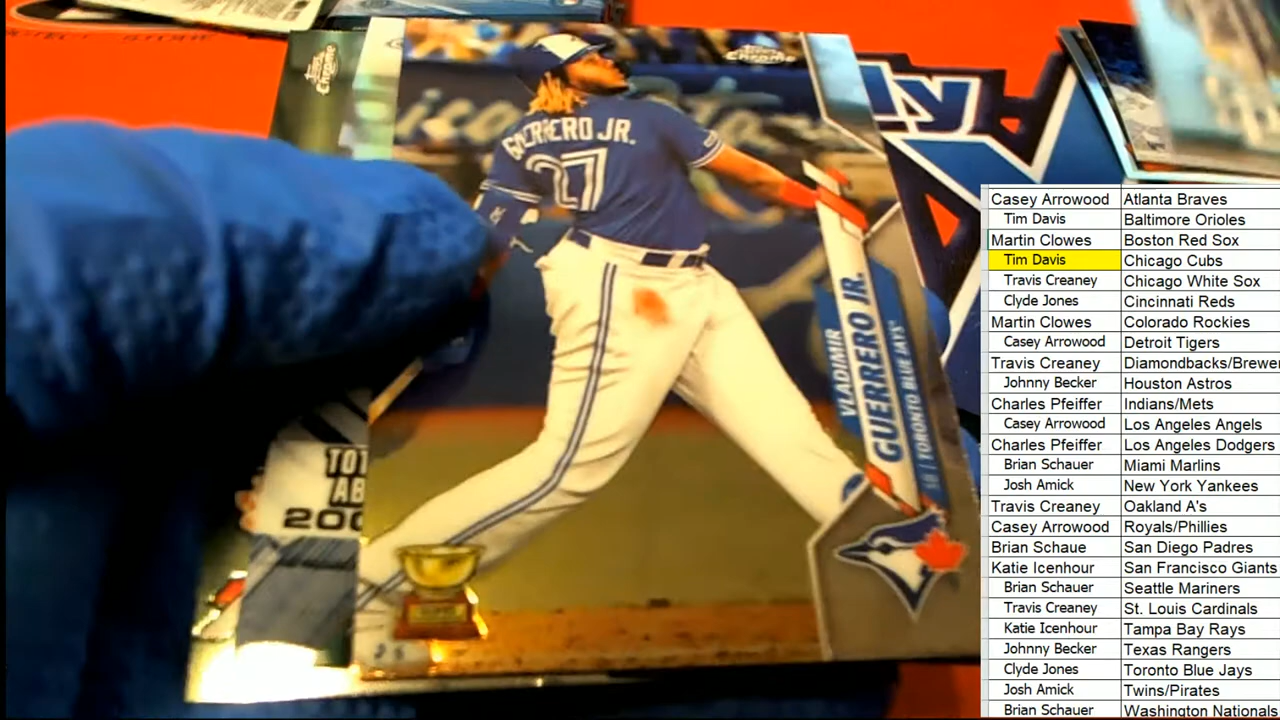 Topps
Chrome
Topps
Chrome
ly
GUERRERO JR.
27
VLADIMIR
GUERRERO JR.
TORONTO BLUE JAYS
TOT
AB
200
Casey Arrowood Atlanta Braves
Tim Davis Baltimore Orioles
Martin Clowes Boston Red Sox
Tim Davis Chicago Cubs
Travis Creaney Chicago White Sox
Clyde Jones Cincinnati Reds
Martin Clowes Colorado Rockies
Casey Arrowood Detroit Tigers
Travis Creaney Diamondbacks/Brewe
Johnny Becker Houston Astros
Charles Pfeiffer Indians/Mets
Casey Arrowood Los Angeles Angels
Charles Pfeiffer Los Angeles Dodgers
Brian Schauer Miami Marlins
Josh Amick New York Yankees
Travis Creaney Oakland A's
Casey Arrowood Royals/Phillies
Brian Schaue San Diego Padres
Katie Icenhour San Francisco Giants
Brian Schauer Seattle Mariners
Travis Creaney St. Louis Cardinals
Katie Icenhour Tampa Bay Rays
Johnny Becker Texas Rangers
Clyde Jones Toronto Blue Jays
Josh Amick Twins/Pirates
Brian Schauer Washington Nationals